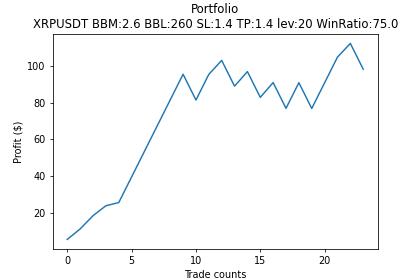 Portfolio
XRPUSDT BBM:2.6 BBL:260 SL:1.4 TP:1.4 lev:20 WinRatio:75.0
Profit ($)
100
80
60
40
20
0
5
10
15
20
Trade counts